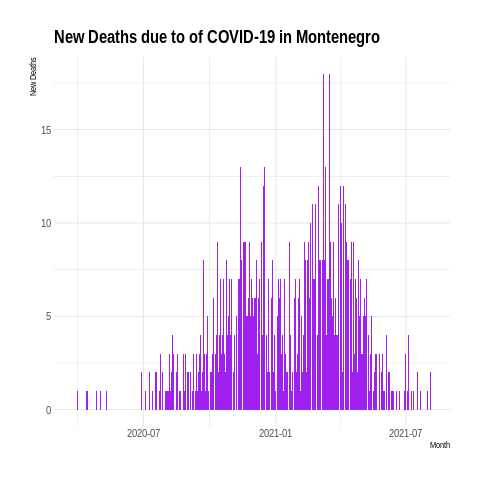 New Deaths due to of COVID-19 in Montenegro
New Deaths
15
10
5
0
2020-07 2021-01 2021-07
Month